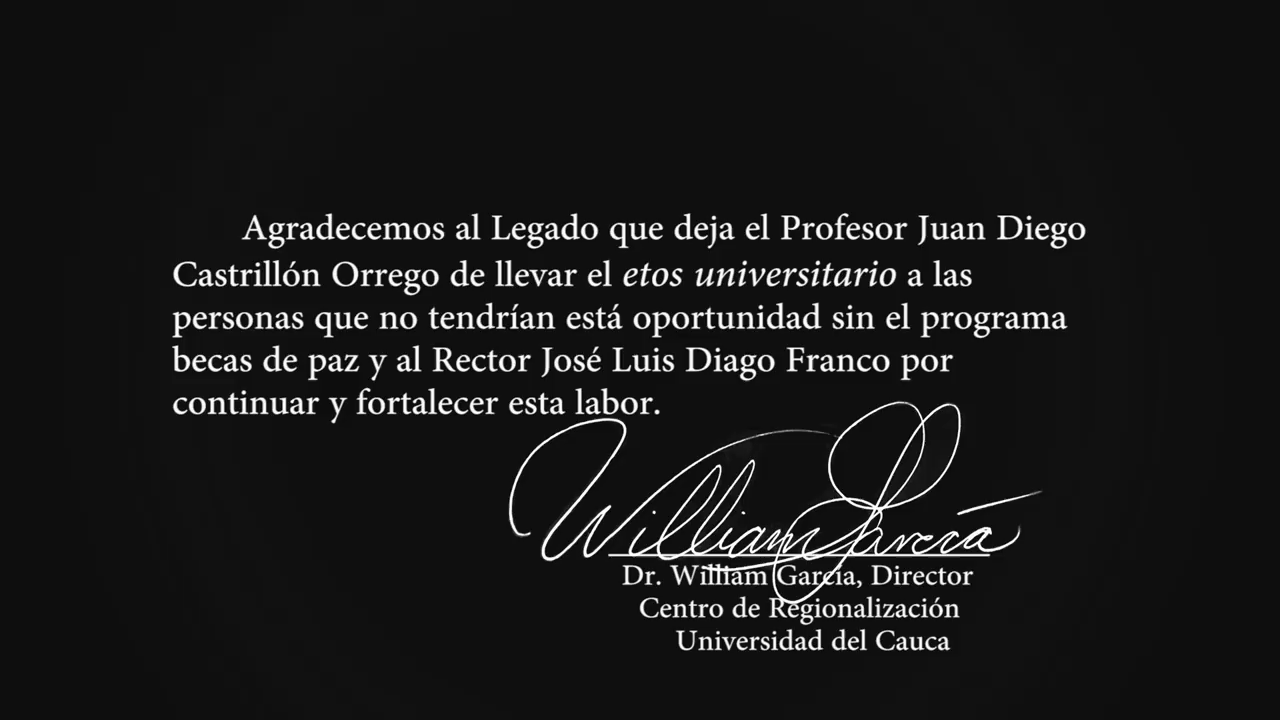 Agradecemos al Legado que deja el Profesor Juan Diego
Castrillón Orrego de llevar el etos universitario a las
personas que no tendrían está oportunidad sin el programa
becas de paz y al Rector José Luis Diago Franco por
continuar y fortalecer esta labor.
William García
Dr. William García, Director
Centro de Regionalización
Universidad del Cauca